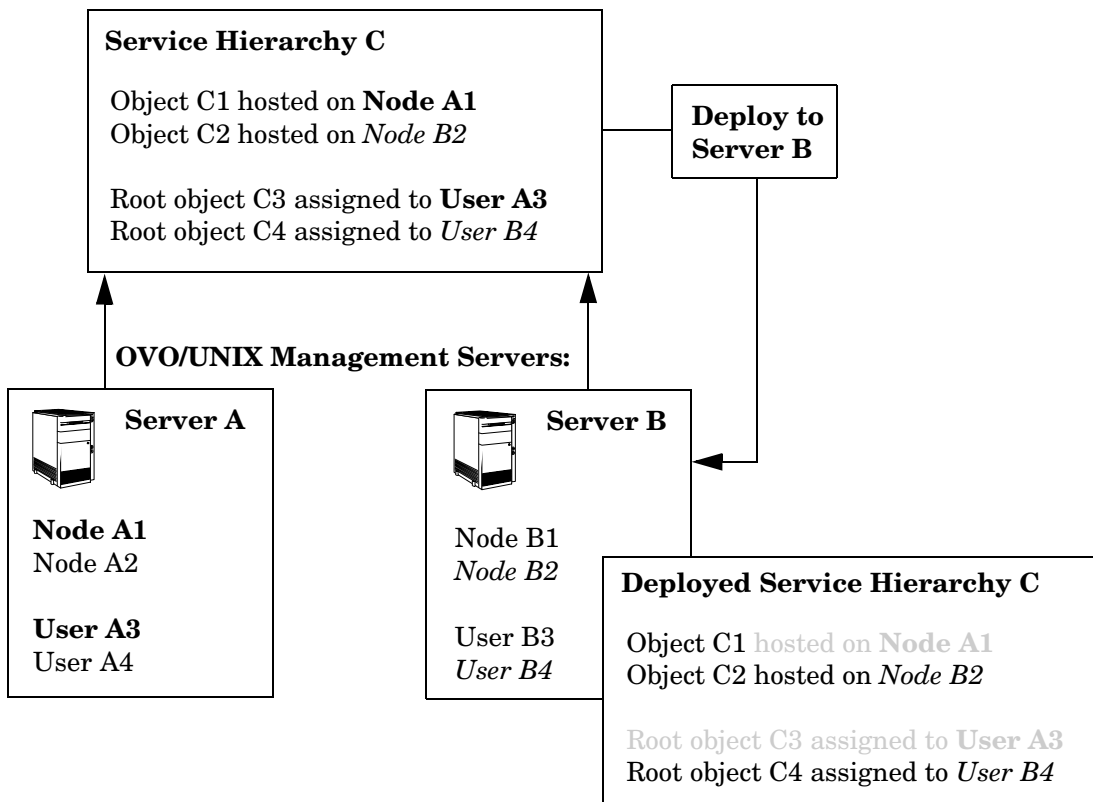 Service Hierarchy C
Object C1 hosted on Node A1
Object C2 hosted on Node B2
Root object C3 assigned to User A3
Root object C4 assigned to User B4
Deploy to
Server B
OVO/UNIX Management Servers:
Server A
Node A1
Node A2
User A3
User A4
Server B
Node B1
Node B2
User B3
User B4
Deployed Service Hierarchy C
Object C1 hosted on Node A1
Object C2 hosted on Node B2
Root object C3 assigned to User A3
Root object C4 assigned to User B4